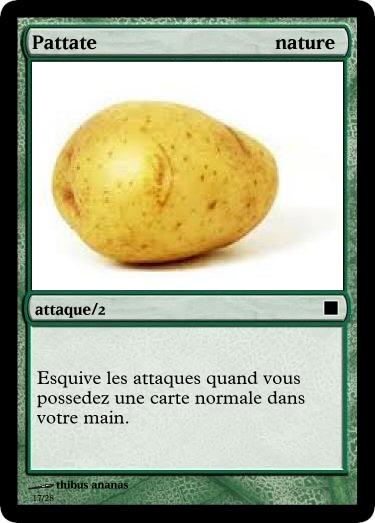 Pattate nature
attaque/2
Esquive les attaques quand vous
possedez une carte normale dans
votre main.
thibus ananas
17/28